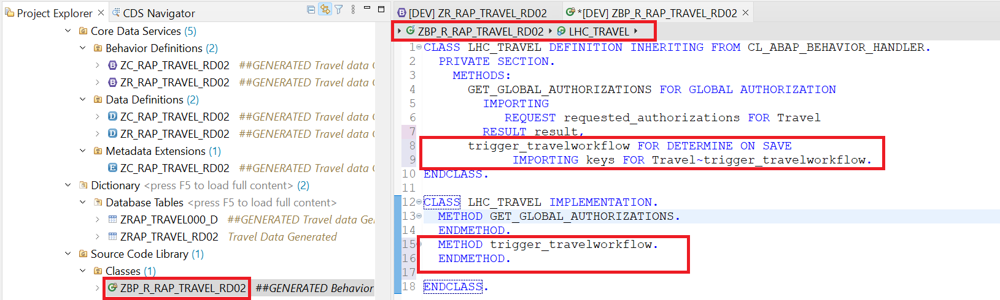 Project Explorer
CDS Navigator
Core Data Services (5)
Behavior Definitions (2)
ZC_RAP_TRAVEL_RD02 ##GENERATED Travel data G
ZR_RAP_TRAVEL_RD02 ##GENERATED Travel data G
Data Definitions (2)
ZC_RAP_TRAVEL_RD02 ##GENERATED Travel data G
ZR_RAP_TRAVEL_RD02 ##GENERATED Travel data G
Metadata Extensions (1)
ZC_RAP_TRAVEL_RD02 ##GENERATED Travel data G
Dictionary <press F5 to load full content> (2)
Database Tables <press F5 to load full content>
ZRAP_TRAVEL000_D ##GENERATED Travel data Ge
ZRAP_TRAVEL_RD02 Travel Data Generated
Source Code Library (1)
Classes (1)
ZBP_R_RAP_TRAVEL_RD02 ##GENERATED Behavior
[DEV] ZR_RAP_TRAVEL_RD02
*[DEV] ZBP_R_RAP_TRAVEL_RD02
ZBP_R_RAP_TRAVEL_RD02 LHC_TRAVEL
1 CLASS LHC_TRAVEL DEFINITION INHERITING FROM CL_ABAP_BEHAVIOR_HANDLER.
2 PRIVATE SECTION.
3 METHODS:
4 GET_GLOBAL_AUTHORIZATIONS FOR GLOBAL AUTHORIZATION
5 IMPORTING
6 REQUEST requested_authorizations FOR Travel
7 RESULT result,
8 trigger_travelworkflow FOR DETERMINE ON SAVE
9 IMPORTING keys FOR Travel~trigger_travelworkflow.
10 ENDCLASS.
11
12 CLASS LHC_TRAVEL IMPLEMENTATION.
13 METHOD GET_GLOBAL_AUTHORIZATIONS.
14 ENDMETHOD.
15 METHOD trigger_travelworkflow.
16 ENDMETHOD.
17
18 ENDCLASS.